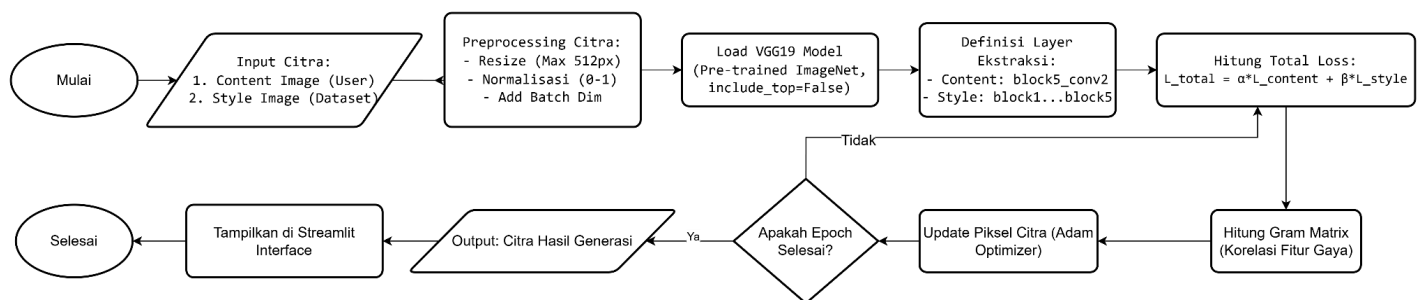 Mulai
Input Citra:
1. Content Image (User)
2. Style Image (Dataset)
Preprocessing Citra:
- Resize (Max 512px)
- Normalisasi (0-1)
- Add Batch Dim
Load VGG19 Model
(Pre-trained ImageNet,
include_top=False)
Definisi Layer
Ekstraksi:
- Content: block5_conv2
- Style: block1...block5
Hitung Total Loss:
L_total = α*L_content + β*L_style
Hitung Gram Matrix
(Korelasi Fitur Gaya)
Update Piksel Citra (Adam
Optimizer)
Apakah Epoch
Selesai?
Tidak
Ya
Output: Citra Hasil Generasi
Tampilkan di Streamlit
Interface
Selesai